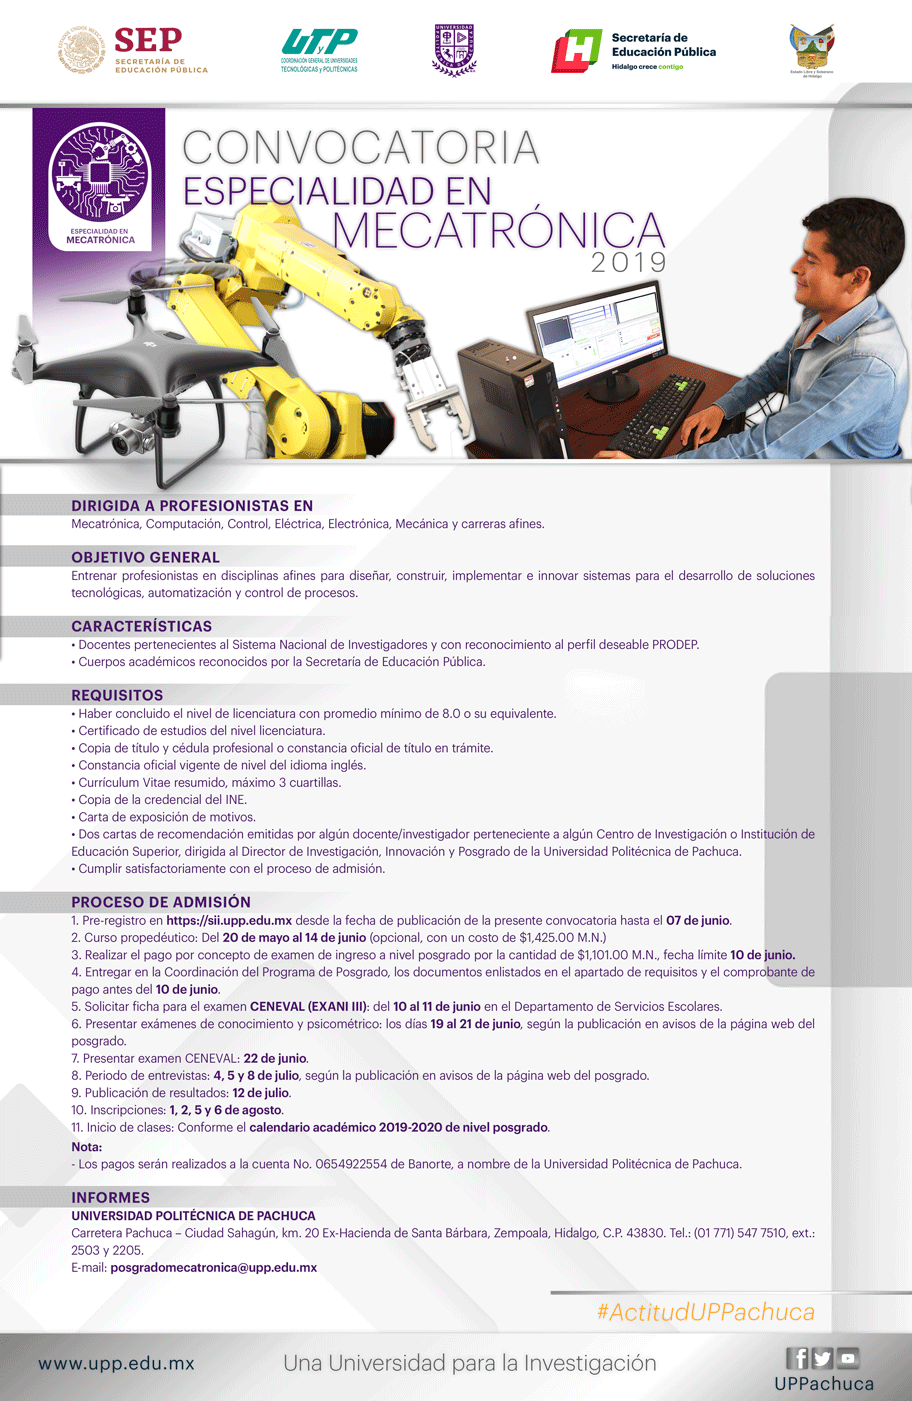 SEP
SECRETARÍA DE
EDUCACIÓN PÚBLICA
UTyP
COORDINACIÓN GENERAL DE UNIVERSIDADES
TECNOLÓGICAS y POLITÉCNICAS
UNIVERSIDAD
H
Secretaría de
Educación Pública
Hidalgo crece contigo
Estado Libre y Soberano
de Hidalgo
CONVOCATORIA
ESPECIALIDAD EN
MECATRÓNICA
2019
ESPECIALIDAD EN
MECATRÓNICA
DIRIGIDA A PROFESIONISTAS EN
Mecatrónica, Computación, Control, Eléctrica, Electrónica, Mecánica y carreras afines.
OBJETIVO GENERAL
Entrenar profesionistas en disciplinas afines para diseñar, construir, implementar e innovar sistemas para el desarrollo de soluciones
tecnológicas, automatización y control de procesos.
CARACTERÍSTICAS
• Docentes pertenecientes al Sistema Nacional de Investigadores y con reconocimiento al perfil deseable PRODEP.
• Cuerpos académicos reconocidos por la Secretaría de Educación Pública.
REQUISITOS
• Haber concluido el nivel de licenciatura con promedio mínimo de 8.0 o su equivalente.
• Certificado de estudios del nivel licenciatura.
• Copia de título y cédula profesional o constancia oficial de título en trámite.
• Constancia oficial vigente de nivel del idioma inglés.
• Currículum Vitae resumido, máximo 3 cuartillas.
• Copia de la credencial del INE.
• Carta de exposición de motivos.
• Dos cartas de recomendación emitidas por algún docente/investigador perteneciente a algún Centro de Investigación o Institución de
Educación Superior, dirigida al Director de Investigación, Innovación y Posgrado de la Universidad Politécnica de Pachuca.
• Cumplir satisfactoriamente con el proceso de admisión.
PROCESO DE ADMISIÓN
1. Pre-registro en https://sii.upp.edu.mx desde la fecha de publicación de la presente convocatoria hasta el 07 de junio.
2. Curso propedéutico: Del 20 de mayo al 14 de junio (opcional, con un costo de $1,425.00 M.N.)
3. Realizar el pago por concepto de examen de ingreso a nivel posgrado por la cantidad de $1,101.00 M.N., fecha límite 10 de junio.
4. Entregar en la Coordinación del Programa de Posgrado, los documentos enlistados en el apartado de requisitos y el comprobante de
pago antes del 10 de junio.
5. Solicitar ficha para el examen CENEVAL (EXANI III): del 10 al 11 de junio en el Departamento de Servicios Escolares.
6. Presentar exámenes de conocimiento y psicométrico: los días 19 al 21 de junio, según la publicación en avisos de la página web del
posgrado.
7. Presentar examen CENEVAL: 22 de junio.
8. Periodo de entrevistas: 4, 5 y 8 de julio, según la publicación en avisos de la página web del posgrado.
9. Publicación de resultados: 12 de julio.
10. Inscripciones: 1, 2, 5 y 6 de agosto.
11. Inicio de clases: Conforme el calendario académico 2019-2020 de nivel posgrado.
Nota:
- Los pagos serán realizados a la cuenta No. 0654922554 de Banorte, a nombre de la Universidad Politécnica de Pachuca.
INFORMES
UNIVERSIDAD POLITÉCNICA DE PACHUCA
Carretera Pachuca – Ciudad Sahagún, km. 20 Ex-Hacienda de Santa Bárbara, Zempoala, Hidalgo, C.P. 43830. Tel.: (01 771) 547 7510, ext.:
2503 y 2205.
E-mail: posgradomecatronica@upp.edu.mx
#ActitudUPPachuca
www.upp.edu.mx
Una Universidad para la Investigación
UPPachuca